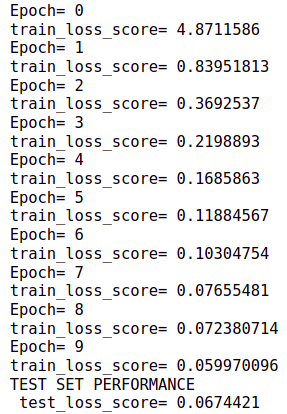 Epoch= 0
train_loss_score= 4.8711586
Epoch= 1
train_loss_score= 0.83951813
Epoch= 2
train_loss_score= 0.3692537
Epoch= 3
train_loss_score= 0.2198893
Epoch= 4
train_loss_score= 0.1685863
Epoch= 5
train_loss_score= 0.11884567
Epoch= 6
train_loss_score= 0.10304754
Epoch= 7
train_loss_score= 0.07655481
Epoch= 8
train_loss_score= 0.072380714
Epoch= 9
train_loss_score= 0.059970096
TEST SET PERFORMANCE
 test_loss_score= 0.0674421